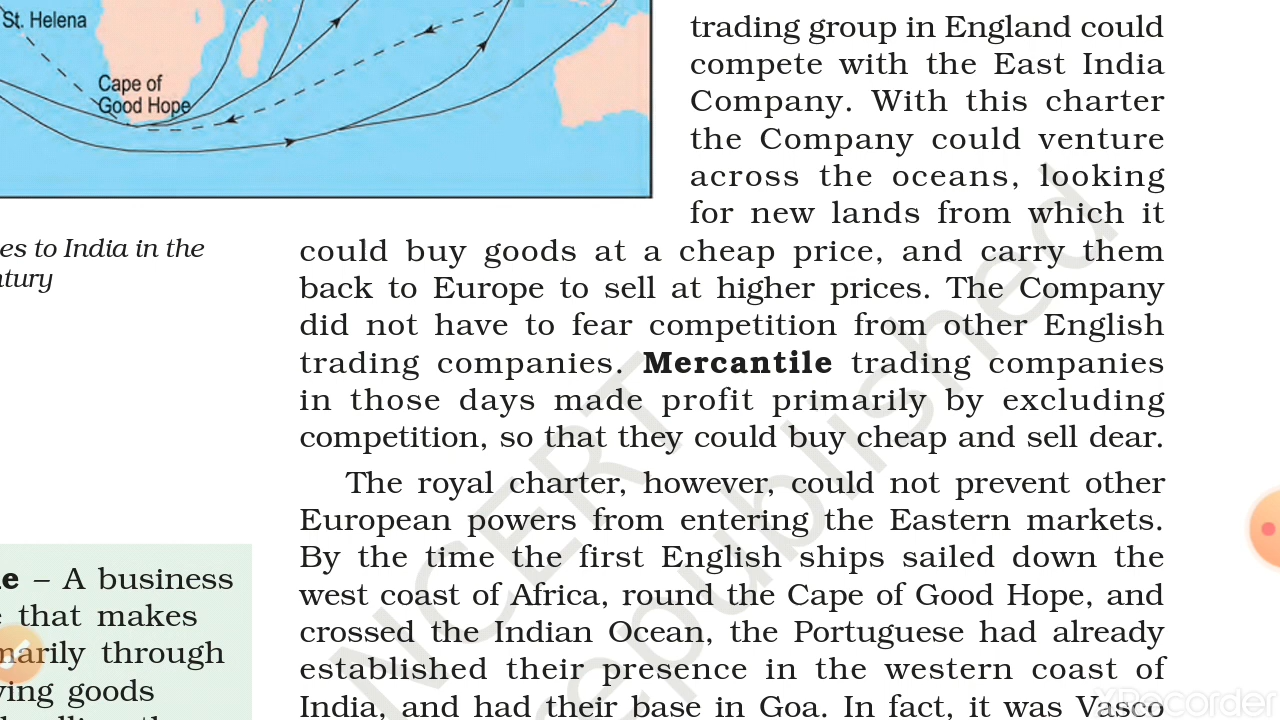 St. Helena
Cape of
Good Hope
es to India in the
ntury
trading group in England could
compete with the East India
Company. With this charter
the Company could venture
across the oceans, looking
for new lands from which it
could buy goods at a cheap price, and carry them
back to Europe to sell at higher prices. The Company
did not have to fear competition from other English
trading companies. Mercantile trading companies
in those days made profit primarily by excluding
competition, so that they could buy cheap and sell dear.
The royal charter, however, could not prevent other
European powers from entering the Eastern markets.
By the time the first English ships sailed down the
west coast of Africa, round the Cape of Good Hope, and
crossed the Indian Ocean, the Portuguese had already
established their presence in the western coast of
India, and had their base in Goa. In fact, it was Vasco
– A business
that makes
marily through
ying goods
NCERT
republished
XRecorder